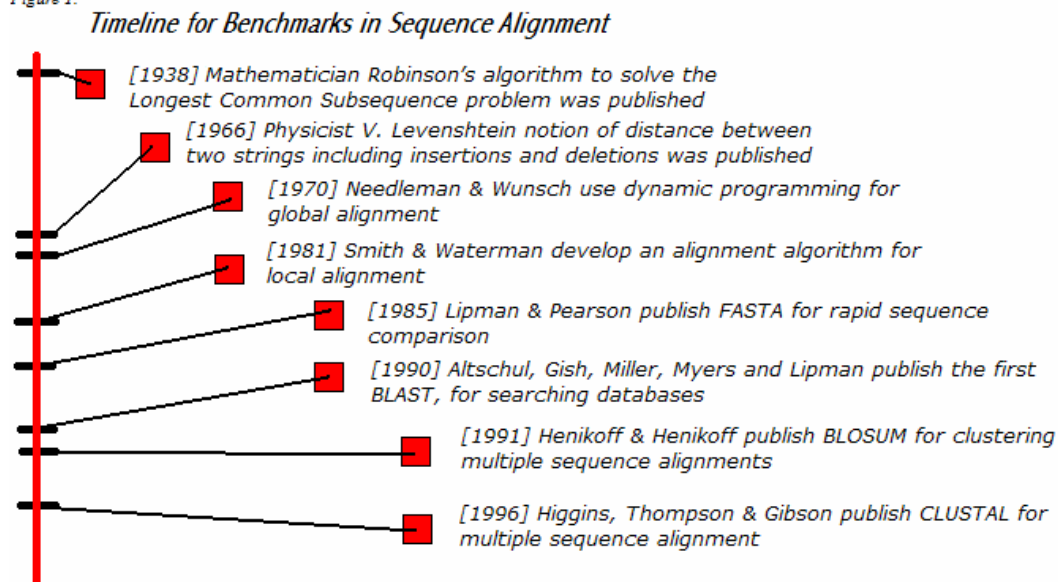 Figure 1.
Timeline for Benchmarks in Sequence Alignment
[1938] Mathematician Robinson's algorithm to solve the
Longest Common Subsequence problem was published
[1966] Physicist V. Levenshtein notion of distance between
two strings including insertions and deletions was published
[1970] Needleman & Wunsch use dynamic programming for
global alignment
[1981] Smith & Waterman develop an alignment algorithm for
local alignment
[1985] Lipman & Pearson publish FASTA for rapid sequence
comparison
[1990] Altschul, Gish, Miller, Myers and Lipman publish the first
BLAST, for searching databases
[1991] Henikoff & Henikoff publish BLOSUM for clustering
multiple sequence alignments
[1996] Higgins, Thompson & Gibson publish CLUSTAL for
multiple sequence alignment